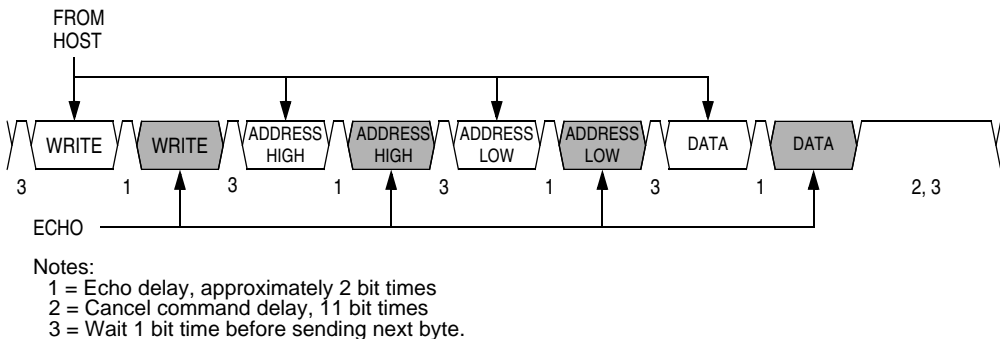 FROM
HOST
WRITE
WRITE
ADDRESS
HIGH
ADDRESS
HIGH
ADDRESS
LOW
ADDRESS
LOW
DATA
DATA
3 1 3 1 3 1 3 1 2, 3
ECHO
Notes:
1 = Echo delay, approximately 2 bit times
2 = Cancel command delay, 11 bit times
3 = Wait 1 bit time before sending next byte.